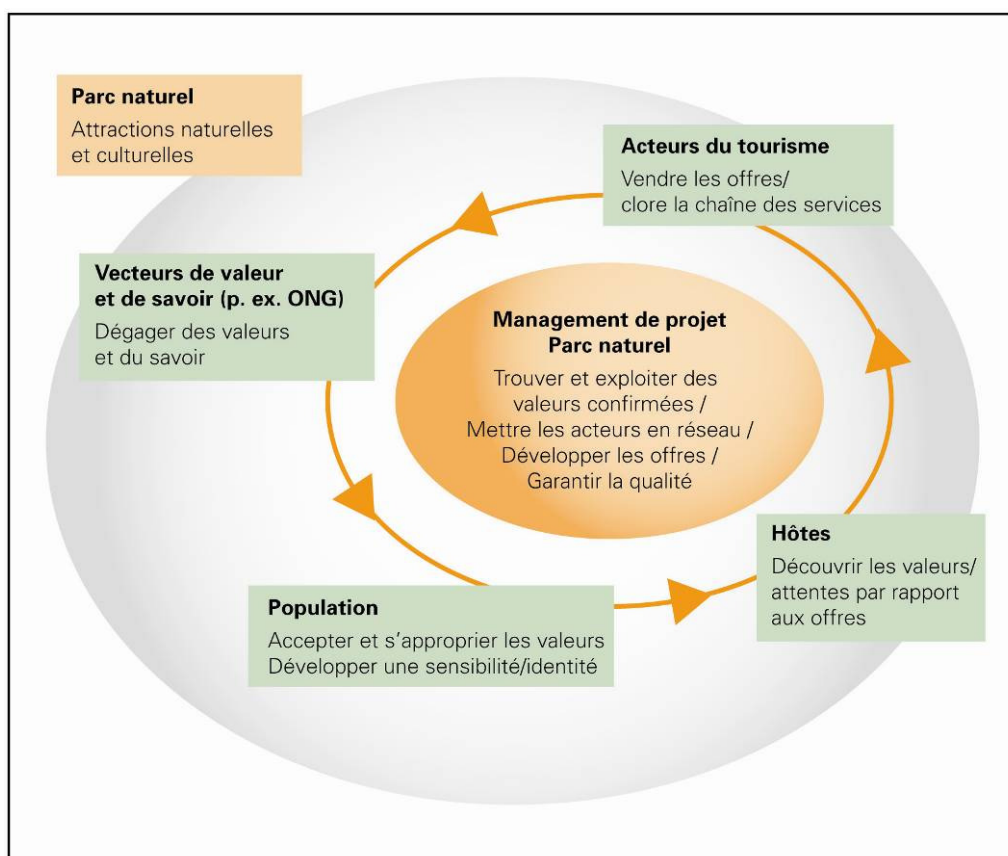 Parc naturel
Attractions naturelles
et culturelles
Acteurs du tourisme
Vendre les offres/
clore la chaîne des services
Vecteurs de valeur
et de savoir (p. ex. ONG)
Dégager des valeurs
et du savoir
Management de projet
Parc naturel
Trouver et exploiter des
valeurs confirmées /
Mettre les acteurs en réseau /
Développer les offres /
Garantir la qualité
Hôtes
Découvrir les valeurs/
attentes par rapport
aux offres
Population
Accepter et s’approprier les valeurs
Développer une sensibilité/identité